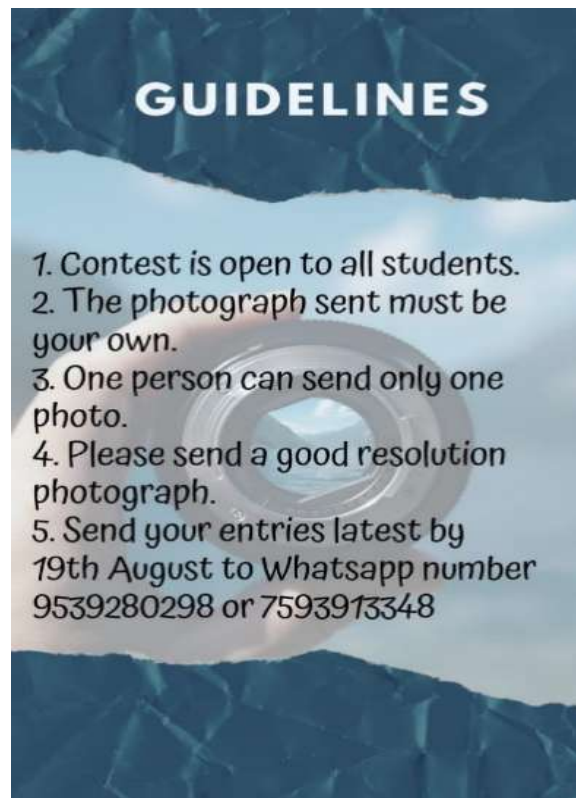 GUIDELINES
1. Contest is open to all students.
2. The photograph sent must be
your own.
3. One person can send only one
photo.
4. Please send a good resolution
photograph.
5. Send your entries latest by
19th August to Whatsapp number
9539280298 or 7593913348